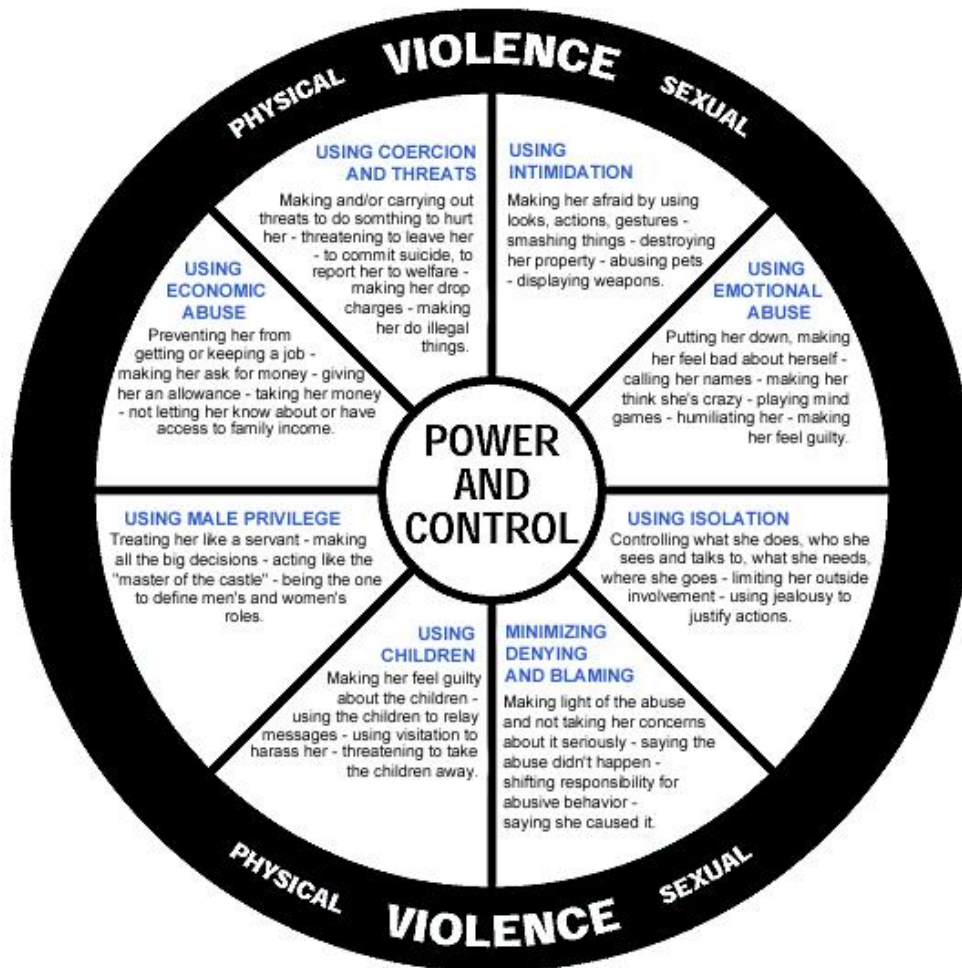 PHYSICAL VIOLENCE SEXUAL
USING COERCION
AND THREATS
Making and/or carrying out
threats to do somthing to hurt
her - threatening to leave her
- to commit suicide, to
report her to welfare -
making her drop
charges - making
her do illegal
things.
USING
INTIMIDATION
Making her afraid by using
looks, actions, gestures -
smashing things - destroying
her property - abusing pets
- displaying weapons.
USING
ECONOMIC
ABUSE
Preventing her from
getting or keeping a job -
making her ask for money - giving
her an allowance - taking her money
- not letting her know about or have
access to family income.
USING
EMOTIONAL
ABUSE
Putting her down, making
her feel bad about herself -
calling her names - making her
think she's crazy - playing mind
games - humiliating her - making
her feel guilty.
POWER
AND
CONTROL
USING MALE PRIVILEGE
Treating her like a servant - making
all the big decisions - acting like the
"master of the castle" - being the one
to define men's and women's
roles.
USING ISOLATION
Controlling what she does, who she
sees and talks to, what she needs,
where she goes - limiting her outside
involvement - using jealousy to
justify actions.
USING
CHILDREN
Making her feel guilty
about the children -
using the children to relay
messages - using visitation to
harass her - threatening to take
the children away.
MINIMIZING
DENYING
AND BLAMING
Making light of the abuse
and not taking her concerns
about it seriously - saying the
abuse didn't happen -
shifting responsibility for
abusive behavior -
saying she caused it.
PHYSICAL VIOLENCE SEXUAL